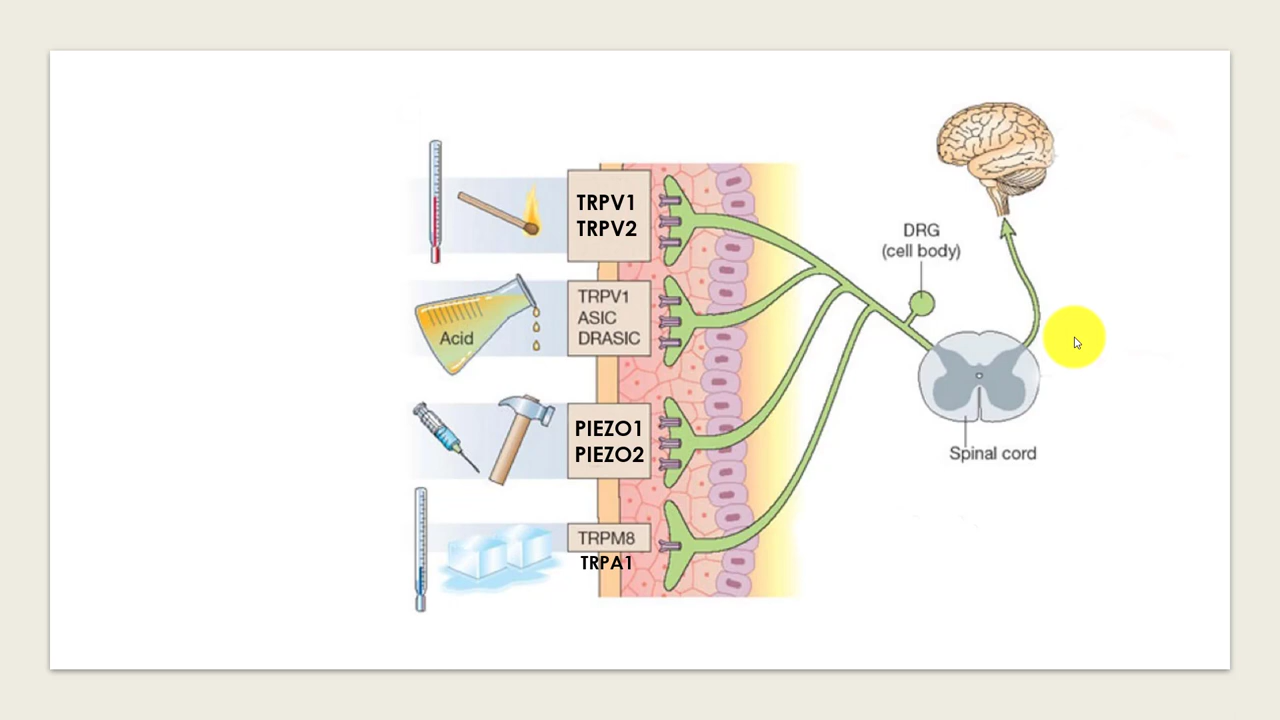 TRPV1
TRPV2
Acid
TRPV1
ASIC
DRASIC
PIEZO1
PIEZO2
TRPM8
TRPA1
DRG
(cell body)
Spinal cord